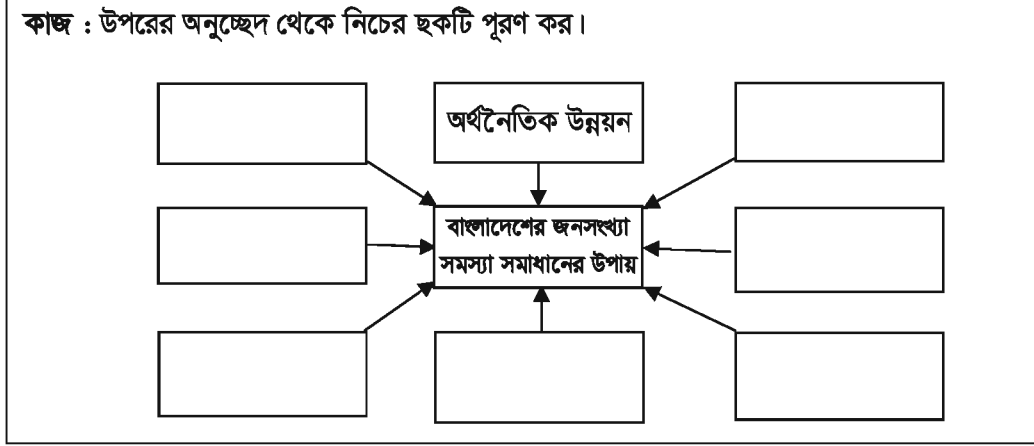 কাজ : উপরের অনুচ্ছেদ থেকে নিচের ছকটি পূরণ কর।
অর্থনৈতিক উন্নয়ন
বাংলাদেশের জনসংখ্যা
সমস্যা সমাধানের উপায়